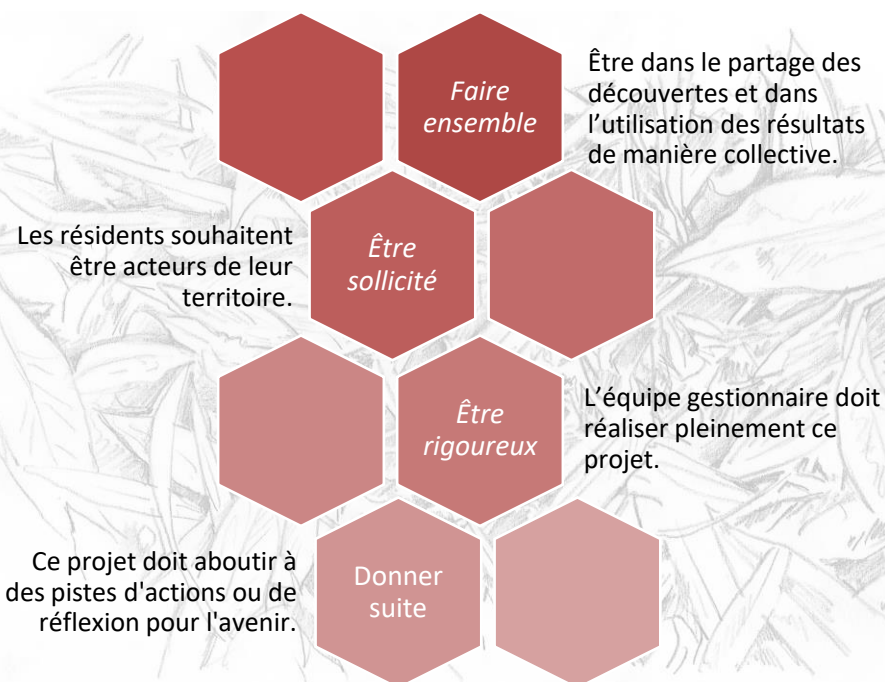 Faire
ensemble
Être dans le partage des
découvertes et dans
l’utilisation des résultats
de manière collective.
Les résidents souhaitent
être acteurs de leur
territoire.
Être
sollicité
Être
rigoureux
L’équipe gestionnaire doit
réaliser pleinement ce
projet.
Ce projet doit aboutir à
des pistes d'actions ou de
réflexion pour l'avenir.
Donner
suite